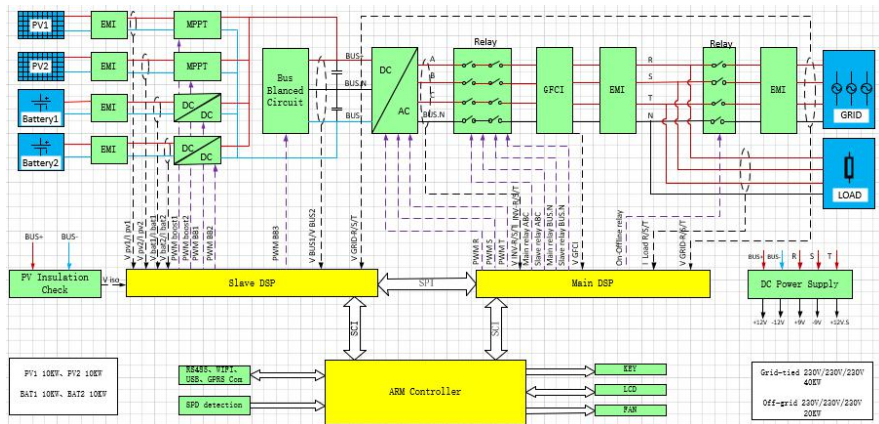 PV1
EMI
MPPT
PV2
EMI
MPPT
Battery1
EMI
DC
DC
Battery2
EMI
DC
DC
Bus
Blanced
Circuit
BUS+
BUS.N
BUS-
DC
AC
A
B
C
BUS.N
Relay
GFCI
EMI
R
S
T
N
Relay
EMI
GRID
LOAD
BUS+
BUS-
V pv1/I pv1
V pv2/I pv2
V bat1/I bat1
V bat2/I bat2
PWM boost1
PWM boost2
PWM BB1
PWM BB2
PWM BB3
V BUS1/V BUS2
V GRID-R/S/T
PWM R
PWM S
PWM T
V INV-R/S/T
INV-R/S/T
Main relay ABC
Slave relay ABC
Main relay BUS.N
Slave relay BUS.N
V GFCI
On-Offline relay
I Load R/S/T
V GRID-R/S/T
BUS+
BUS-
R
S
T
PV Insulation
Check
V iso
Slave DSP
SPI
Main DSP
DC Power Supply
+12V
-12V
+9V
-9V
+12V.S
SCI
SCI
PV1 10KW、PV2 10KW
BAT1 10KW、BAT2 10KW
RS485、WIFI、
USB、GPRS Com
SPD detection
ARM Controller
KEY
LCD
FAN
Grid-tied 230V/230V/230V
40KW
Off-grid 230V/230V/230V
20KW